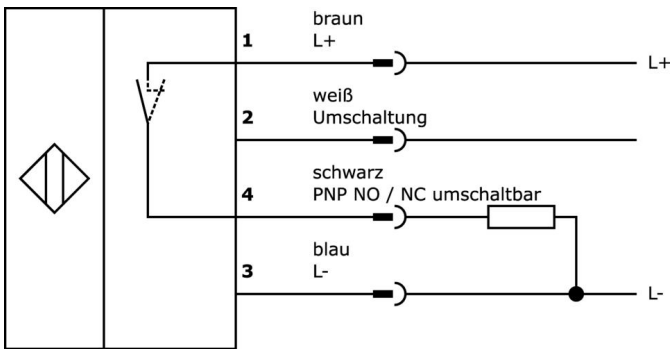 braun
1 L+ L+
weiß
2 Umschaltung
schwarz
4 PNP NO / NC umschaltbar
blau
3 L- L-